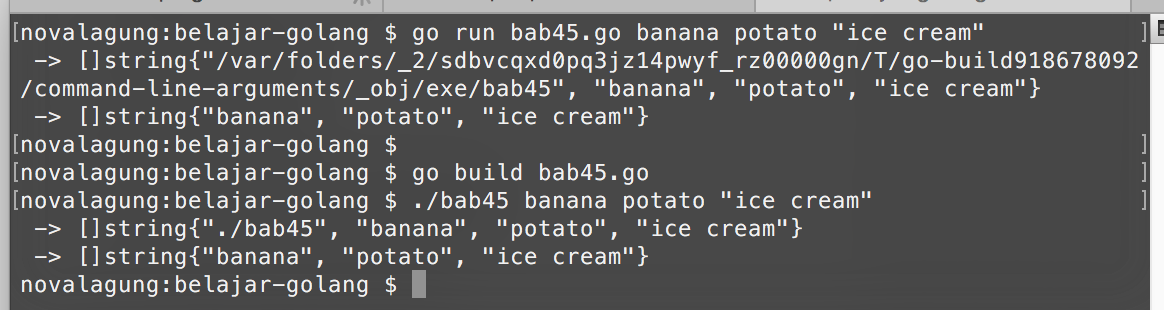 [novalagung:belajar-golang $ go run bab45.go banana potato "ice cream" ]
-> []string{"/var/folders/_2/sdbvcqxd0pq3jz14pwyf_rz00000gn/T/go-build918678092
/command-line-arguments/_obj/exe/bab45", "banana", "potato", "ice cream"}
-> []string{"banana", "potato", "ice cream"}
[novalagung:belajar-golang $ ]
[novalagung:belajar-golang $ go build bab45.go ]
[novalagung:belajar-golang $ ./bab45 banana potato "ice cream" ]
-> []string{"./bab45", "banana", "potato", "ice cream"}
-> []string{"banana", "potato", "ice cream"}
novalagung:belajar-golang $